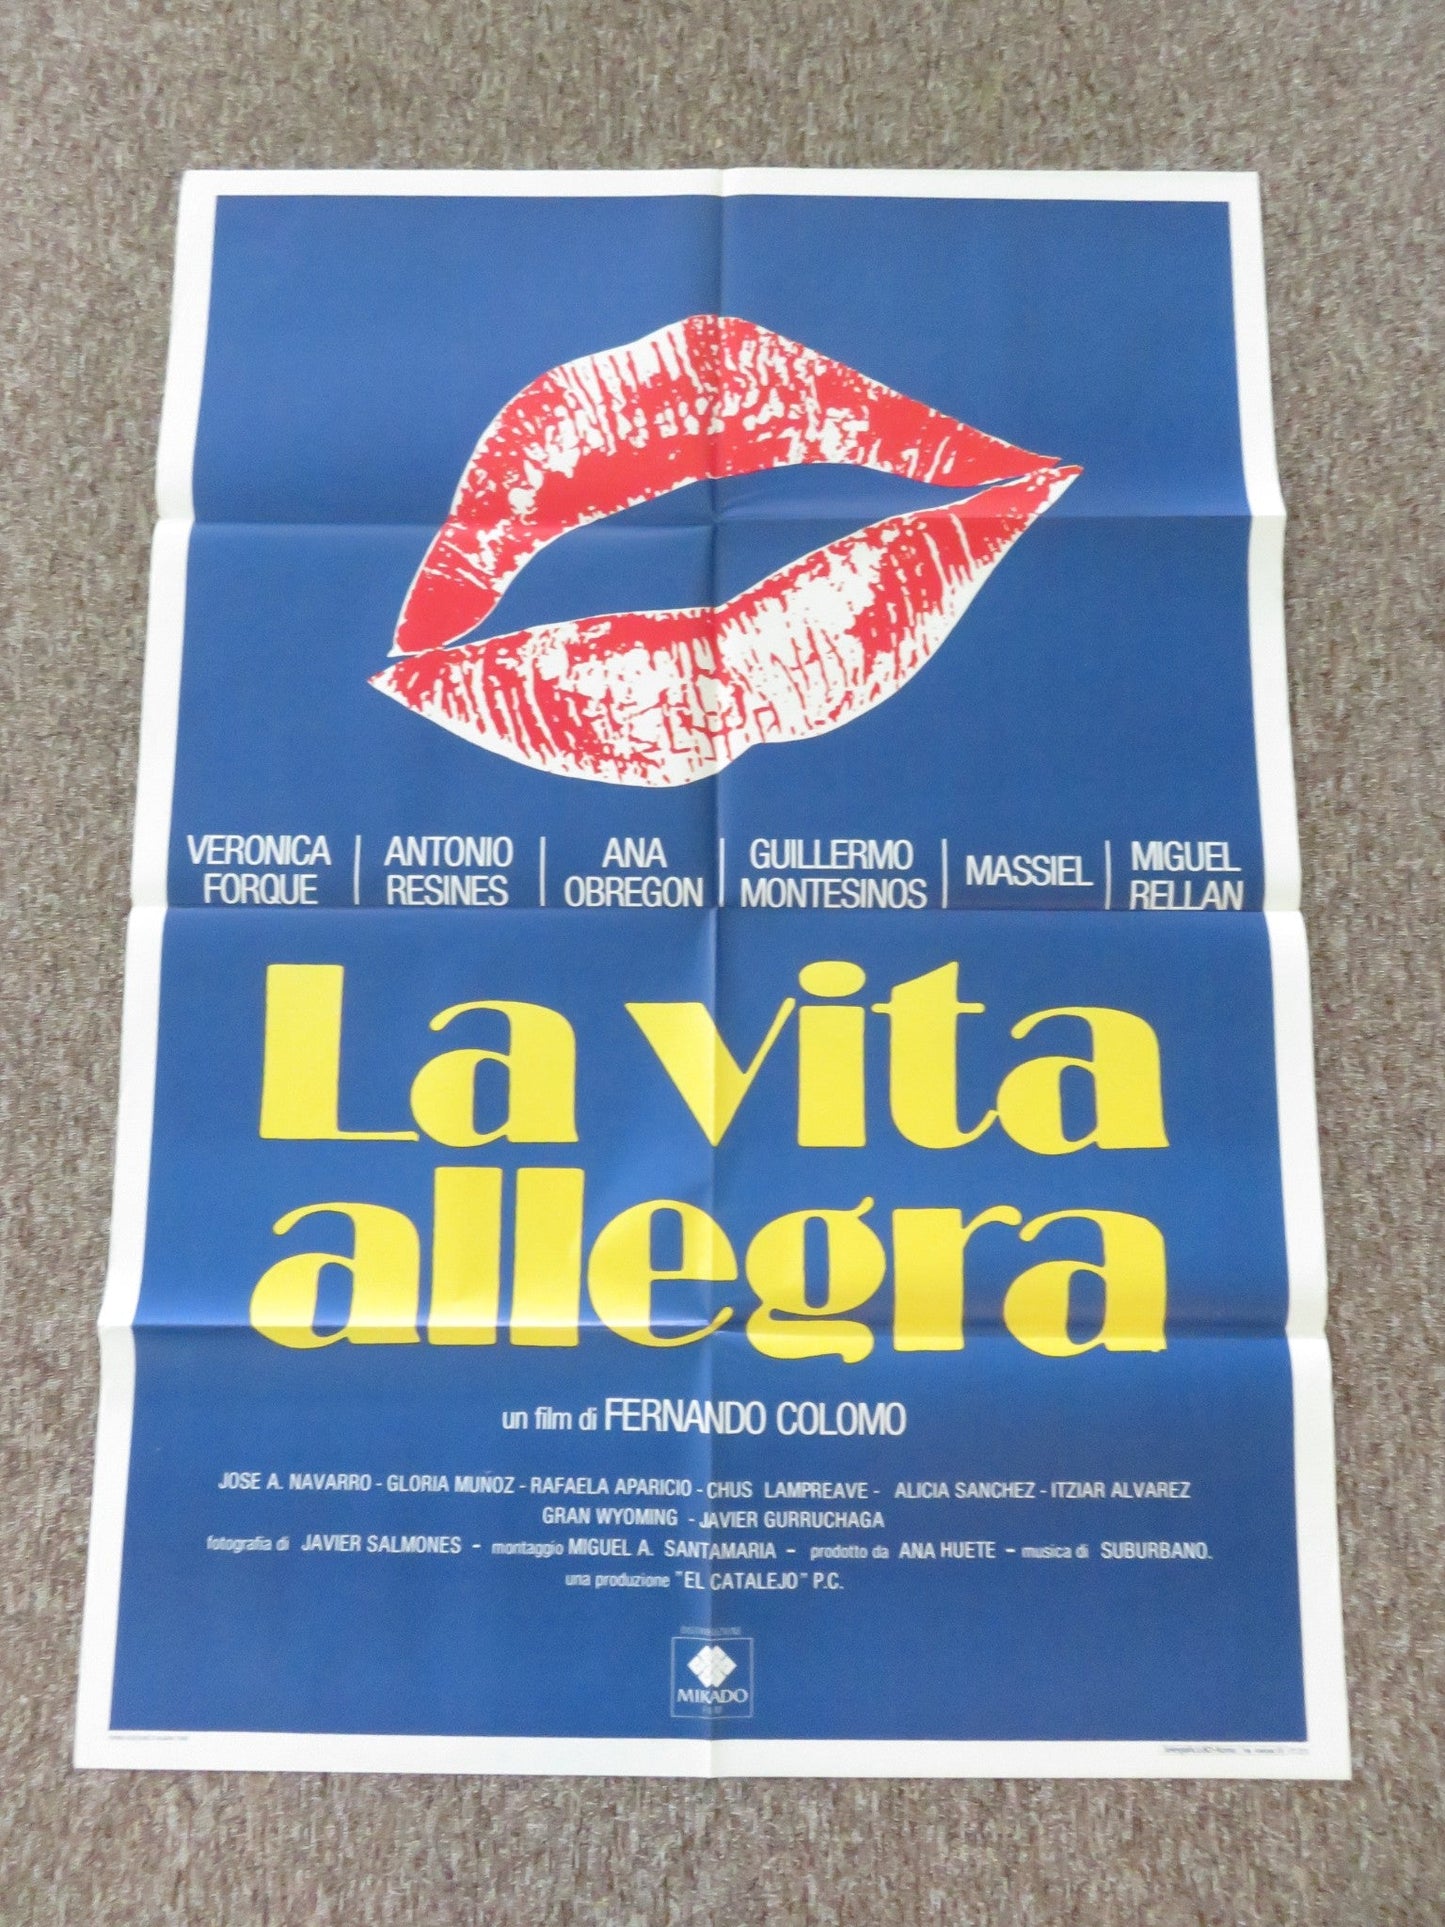 VERONICA FORQUE | ANTONIO RESINES | ANA OBREGON | GUILLERMO MONTESINOS | MASSIEL | MIGUEL RELLAN
La vita
allegra
un film di FERNANDO COLOMO
JOSE A. NAVARRO - GLORIA MUÑOZ - RAFAELA APARICIO - CHUS LAMPREAVE - ALICIA SANCHEZ - ITZIAR ALVAREZ
GRAN WYOMING - JAVIER GURRUCHAGA
fotografia di JAVIER SALMONES - montaggio MIGUEL A. SANTAMARIA - prodotto da ANA HUETE - musica di SUBURBANO.
una produzione "EL CATALEJO" P.C.
DISTRIBUZIONE
MIKADO
FILM